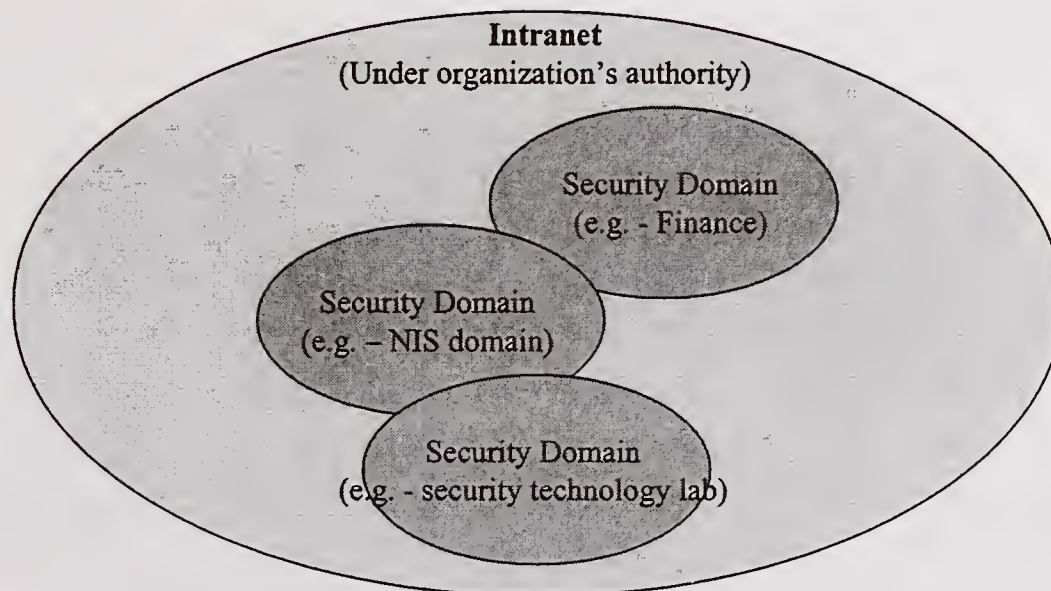 Intranet
(Under organization's authority)
Security Domain
(e.g. - Finance)
Security Domain
(e.g. – NIS domain)
Security Domain
(e.g. - security technology lab)